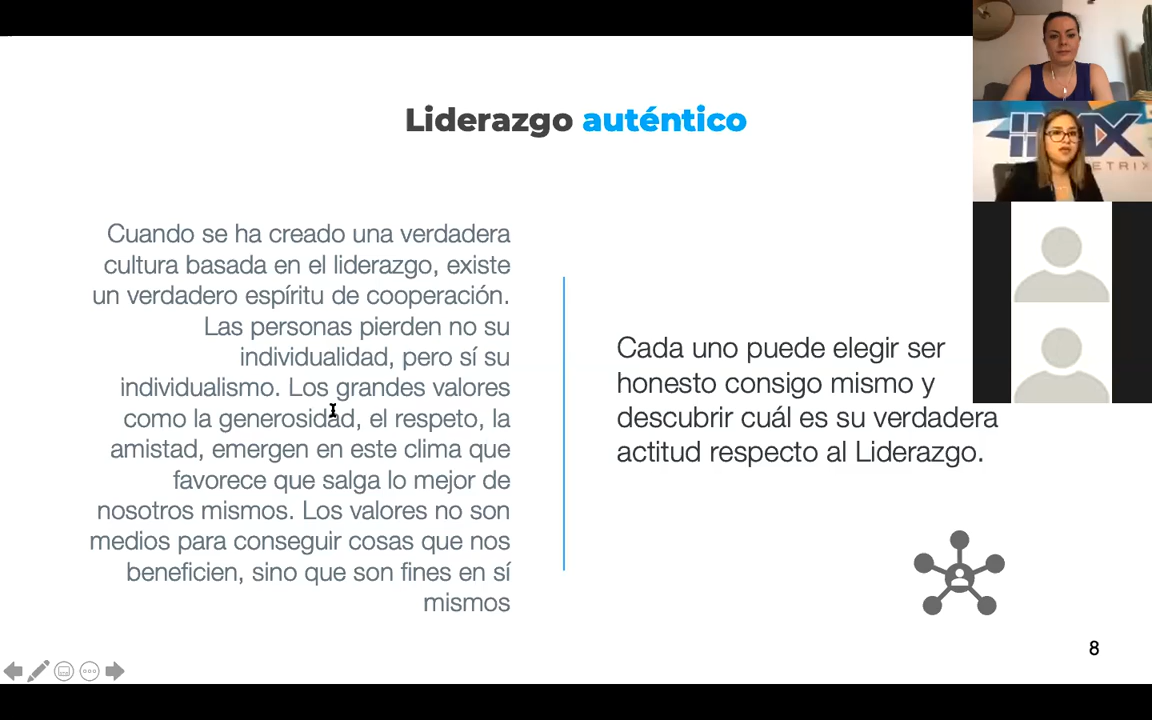 Liderazgo auténtico
Cuando se ha creado una verdadera
cultura basada en el liderazgo, existe
un verdadero espíritu de cooperación.
Las personas pierden no su
individualidad, pero sí su
individualismo. Los grandes valores
como la generosidad, el respeto, la
amistad, emergen en este clima que
favorece que salga lo mejor de
nosotros mismos. Los valores no son
medios para conseguir cosas que nos
beneficien, sino que son fines en sí
mismos
Cada uno puede elegir ser
honesto consigo mismo y
descubrir cuál es su verdadera
actitud respecto al Liderazgo.
8